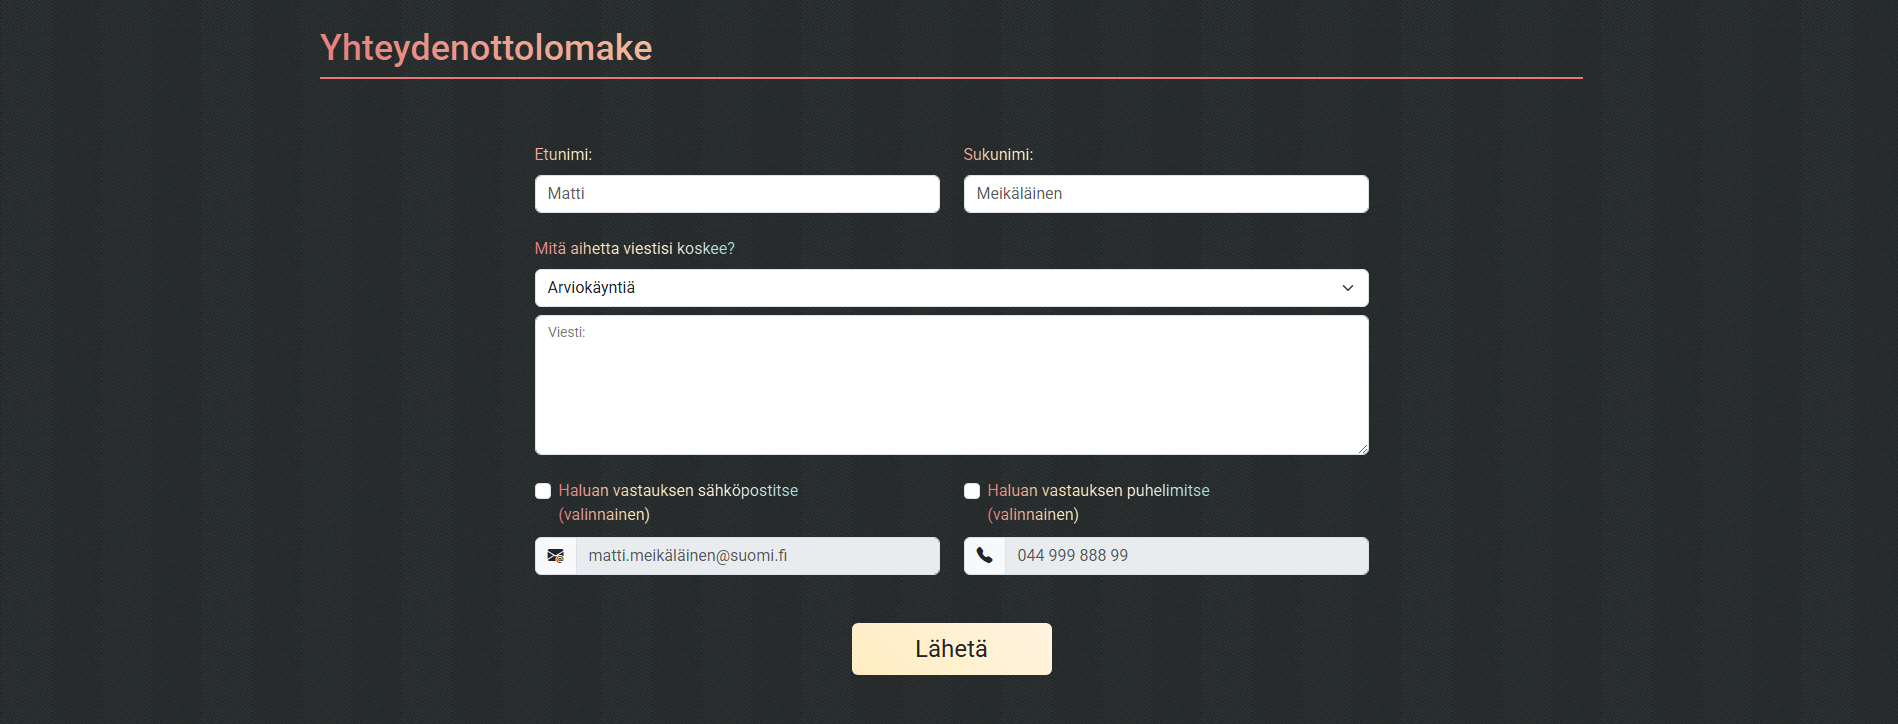 Yhteydenottolomake
Etunimi:
Sukunimi:
Matti
Meikäläinen
Mitä aihetta viestisi koskee?
Arviokäyntiä
Viesti:
Haluan vastauksen sähköpostitse
(valinnainen)
Haluan vastauksen puhelimitse
(valinnainen)
matti.meikäläinen@suomi.fi
044 999 888 99
Lähetä